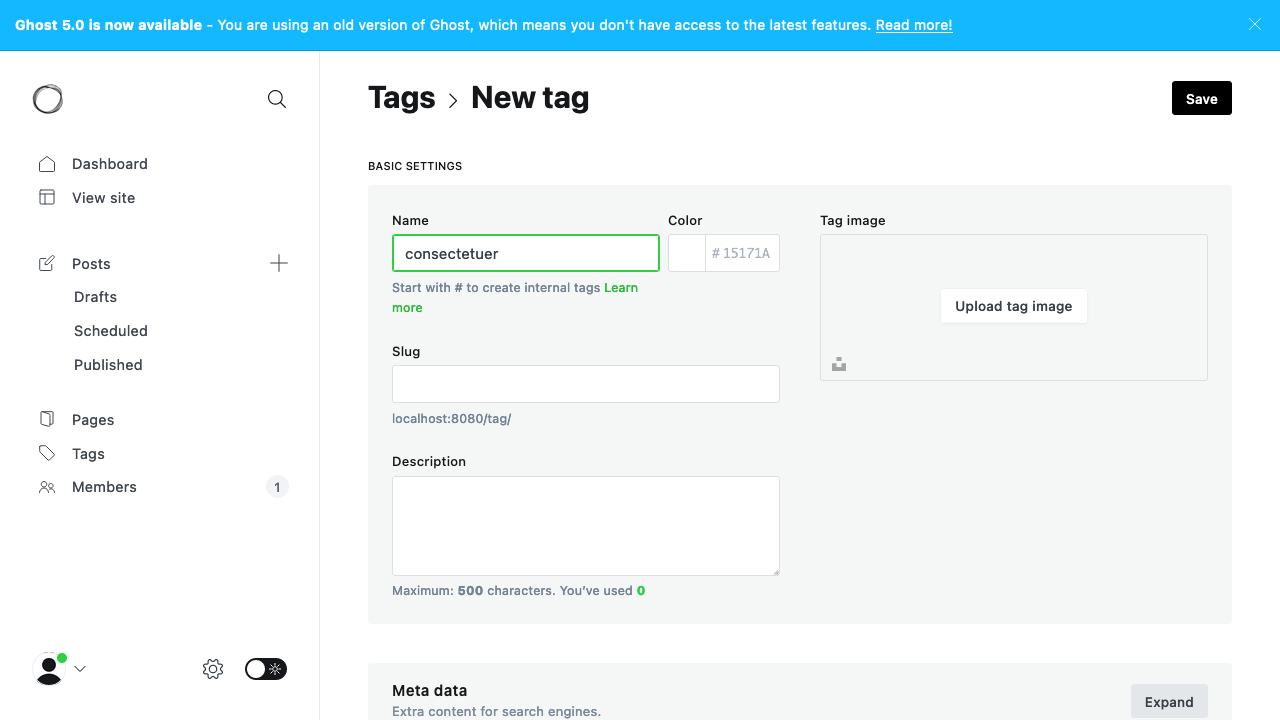 Ghost 5.0 is now available - You are using an old version of Ghost, which means you don't have access to the latest features. Read more!
Dashboard
View site
Posts
Drafts
Scheduled
Published
Pages
Tags
Members
1
Tags
New tag
Save
BASIC SETTINGS
Name
consectetuer
Start with # to create internal tags Learn
more
Color
# 15171A
Slug
localhost:8080/tag/
Description
Maximum: 500 characters. You've used 0
Tag image
Upload tag image
Meta data
Extra content for search engines.
Expand